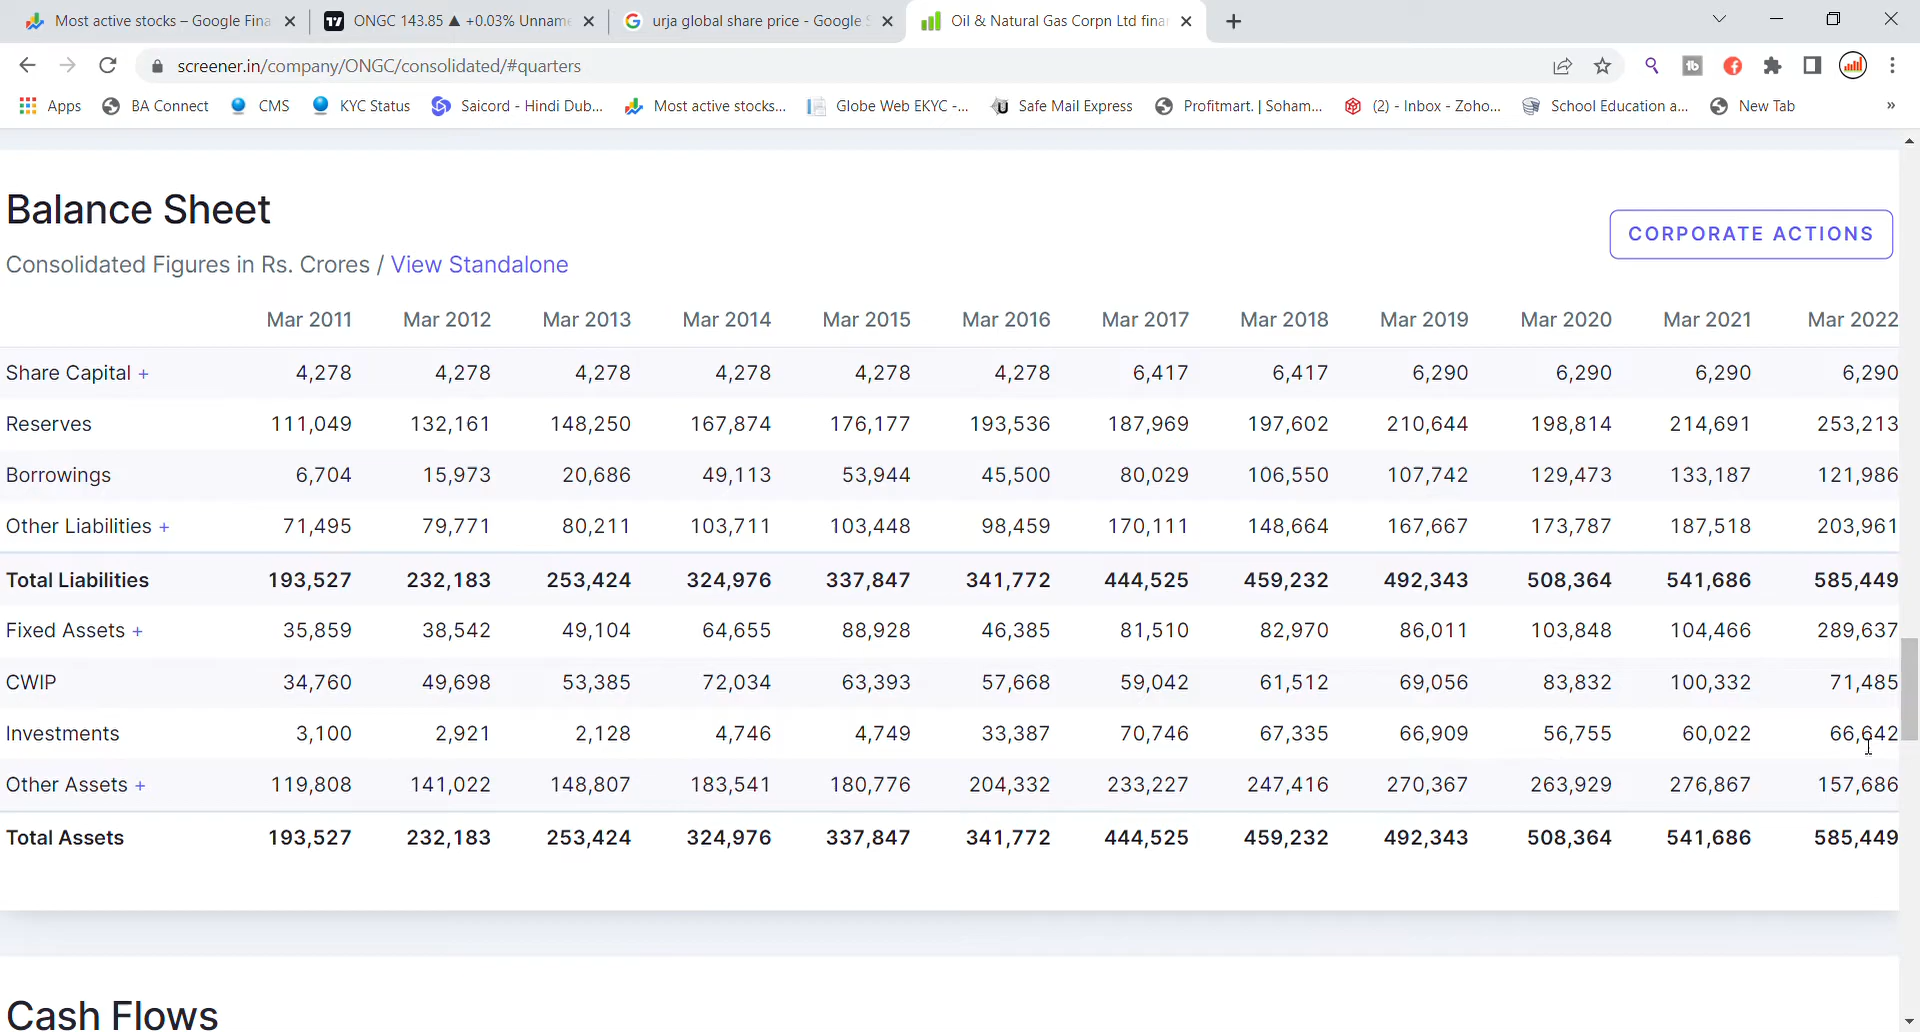 Most active stocks – Google Fina
ONGC 143.85 ▲ +0.03% Unname
urja global share price - Google S
Oil & Natural Gas Corpn Ltd finan
screener.in/company/ONGC/consolidated/#quarters
Apps BA Connect CMS KYC Status Saicord - Hindi Dub... Most active stocks... Globe Web EKYC -... Safe Mail Express Profitmart. | Soham... (2) - Inbox - Zoho... School Education a... New Tab »
Balance Sheet
CORPORATE ACTIONS
Consolidated Figures in Rs. Crores / View Standalone
Mar 2011 Mar 2012 Mar 2013 Mar 2014 Mar 2015 Mar 2016 Mar 2017 Mar 2018 Mar 2019 Mar 2020 Mar 2021 Mar 2022
Share Capital + 4,278 4,278 4,278 4,278 4,278 4,278 6,417 6,417 6,290 6,290 6,290 6,290
Reserves 111,049 132,161 148,250 167,874 176,177 193,536 187,969 197,602 210,644 198,814 214,691 253,213
Borrowings 6,704 15,973 20,686 49,113 53,944 45,500 80,029 106,550 107,742 129,473 133,187 121,986
Other Liabilities + 71,495 79,771 80,211 103,711 103,448 98,459 170,111 148,664 167,667 173,787 187,518 203,961
Total Liabilities 193,527 232,183 253,424 324,976 337,847 341,772 444,525 459,232 492,343 508,364 541,686 585,449
Fixed Assets + 35,859 38,542 49,104 64,655 88,928 46,385 81,510 82,970 86,011 103,848 104,466 289,637
CWIP 34,760 49,698 53,385 72,034 63,393 57,668 59,042 61,512 69,056 83,832 100,332 71,485
Investments 3,100 2,921 2,128 4,746 4,749 33,387 70,746 67,335 66,909 56,755 60,022 66,642
Other Assets + 119,808 141,022 148,807 183,541 180,776 204,332 233,227 247,416 270,367 263,929 276,867 157,686
Total Assets 193,527 232,183 253,424 324,976 337,847 341,772 444,525 459,232 492,343 508,364 541,686 585,449
Cash Flows